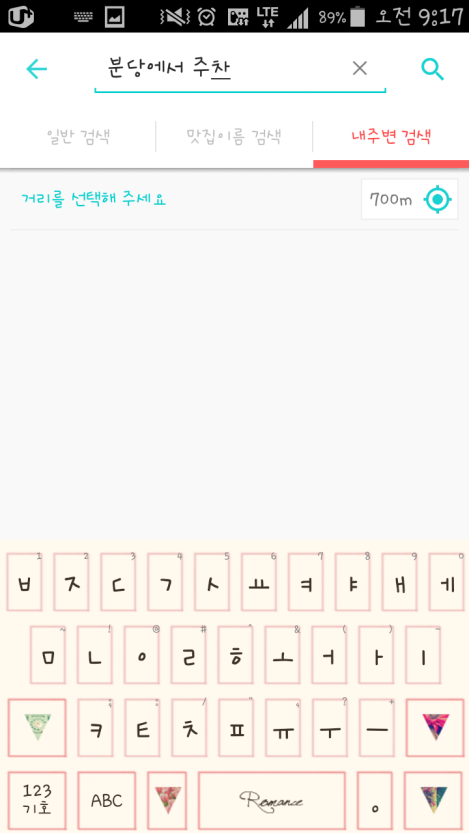 LTE 89% 오전 9:17
분당에서 주차
일반 검색 맛집이름 검색 내주변 검색
거리를 선택해 주세요 700m
1 2 3 4 5 6 7 8 9 0
ㅂ ㅈ ㄷ ㄱ ㅅ ㅛ ㅕ ㅑ ㅐ ㅔ
~ ! @ # ^ & ( ) -
ㅁ ㄴ ㅇ ㄹ ㅎ ㅗ ㅓ ㅏ ㅣ
; : / " , ? +
ㅋ ㅌ ㅊ ㅍ ㅠ ㅜ ㅡ
123 ABC Romance .
기호